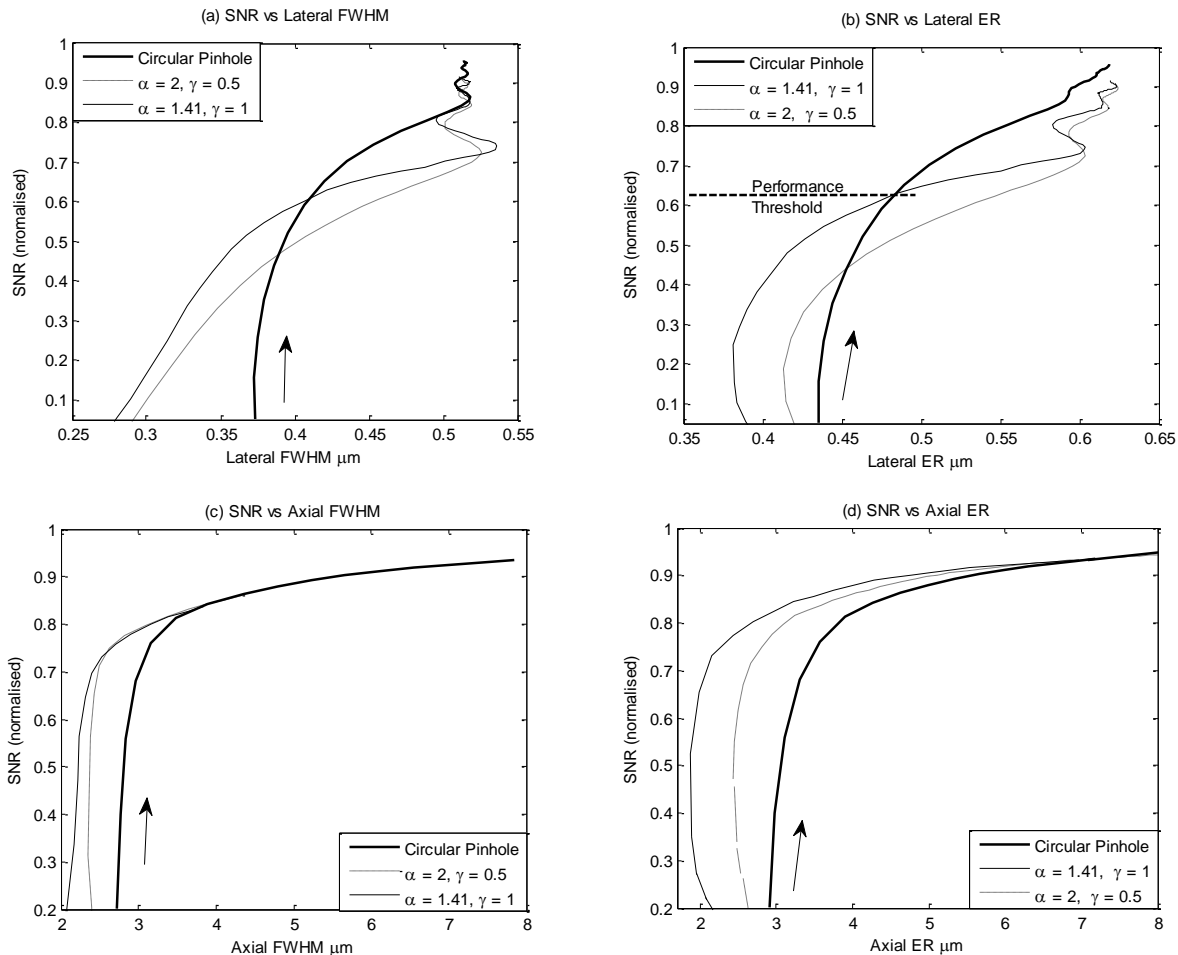 (a) SNR vs Lateral FWHM
1
0.9
0.8
0.7
0.6
0.5
0.4
0.3
0.2
0.1
SNR (nromalised)
Circular Pinhole
α = 2, γ = 0.5
α = 1.41, γ = 1
0.25 0.3 0.35 0.4 0.45 0.5 0.55
Lateral FWHM μm
(b) SNR vs Lateral ER
1
0.9
0.8
0.7
0.6
0.5
0.4
0.3
0.2
0.1
SNR (normalised)
Circular Pinhole
α = 1.41, γ = 1
α = 2, γ = 0.5
Performance
Threshold
0.35 0.4 0.45 0.5 0.55 0.6 0.65
Lateral ER μm
(c) SNR vs Axial FWHM
1
0.9
0.8
0.7
0.6
0.5
0.4
0.3
0.2
SNR (normalised)
Circular Pinhole
α = 2, γ = 0.5
α = 1.41, γ = 1
2 3 4 5 6 7 8
Axial FWHM μm
(d) SNR vs Axial ER
1
0.9
0.8
0.7
0.6
0.5
0.4
0.3
0.2
SNR (normalised)
Circular Pinhole
α = 1.41, γ = 1
α = 2, γ = 0.5
2 3 4 5 6 7 8
Axial ER μm